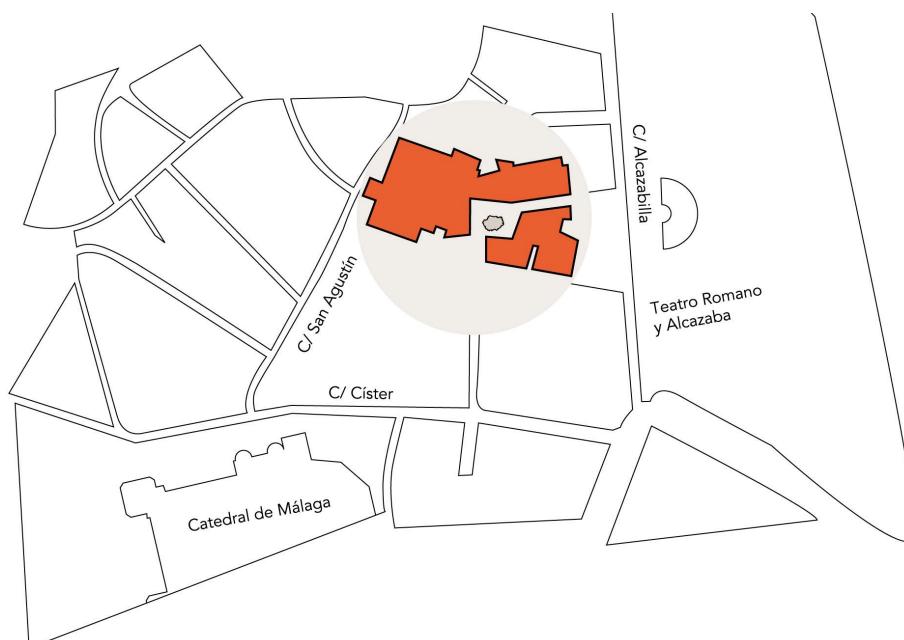 C/ Alcazabilla
C/ San Agustín
Teatro Romano
y Alcazaba
C/ Císter
Catedral de Málaga